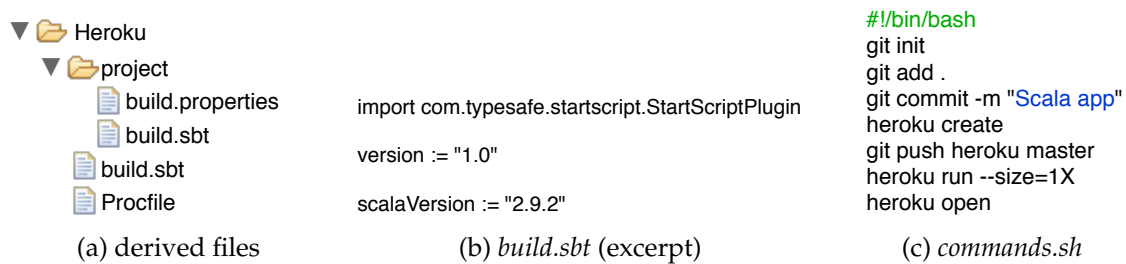 Heroku
project
build.properties
build.sbt
build.sbt
Procfile
(a) derived files
import com.typesafe.startscript.StartScriptPlugin
version := "1.0"
scalaVersion := "2.9.2"
(b) build.sbt (excerpt)
#!/bin/bash
git init
git add .
git commit -m "Scala app"
heroku create
git push heroku master
heroku run --size=1X
heroku open
(c) commands.sh